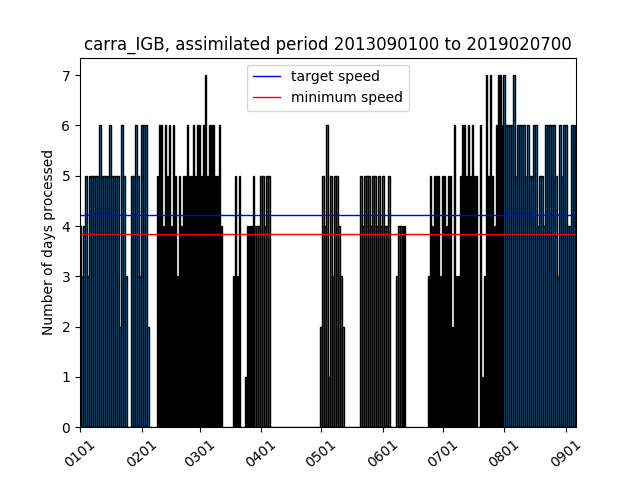 carra_IGB, assimilated period 2013090100 to 2019020700
target speed
minimum speed
Number of days processed
7
6
5
4
3
2
1
0
0101 0201 0301 0401 0501 0601 0701 0801 0901